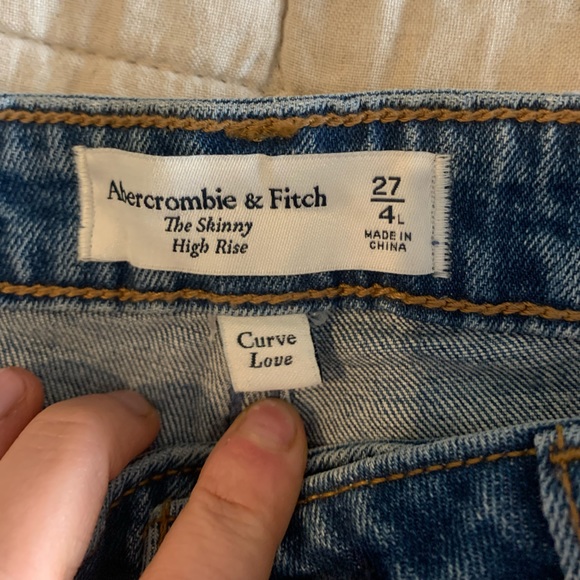 Abercrombie & Fitch
The Skinny
High Rise
27
4L
MADE IN
CHINA
Curve
Love